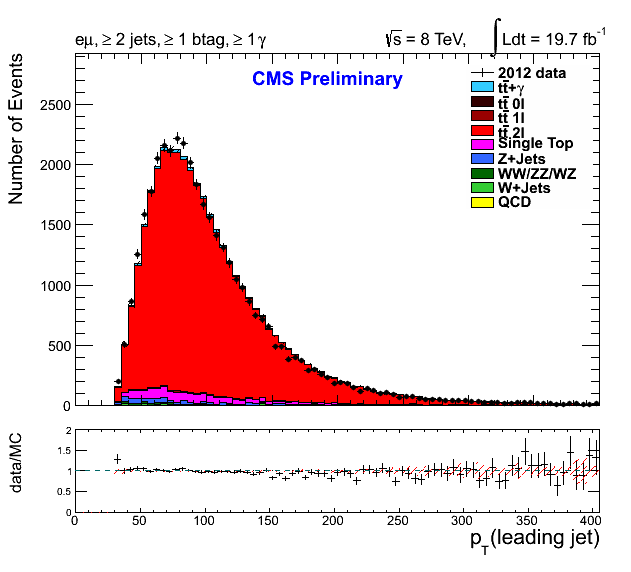 eμ, ≥ 2 jets, ≥ 1 btag, ≥ 1 γ
√s = 8 TeV, ∫ Ldt = 19.7 fb⁻¹
CMS Preliminary
2012 data
tt̄+γ
tt̄ 0l
tt̄ 1l
tt̄ 2l
Single Top
Z+Jets
WW/ZZ/WZ
W+Jets
QCD
Number of Events
2500
2000
1500
1000
500
0
data/MC
2
1.5
1
0.5
0
0 50 100 150 200 250 300 350 400
p_T(leading jet)